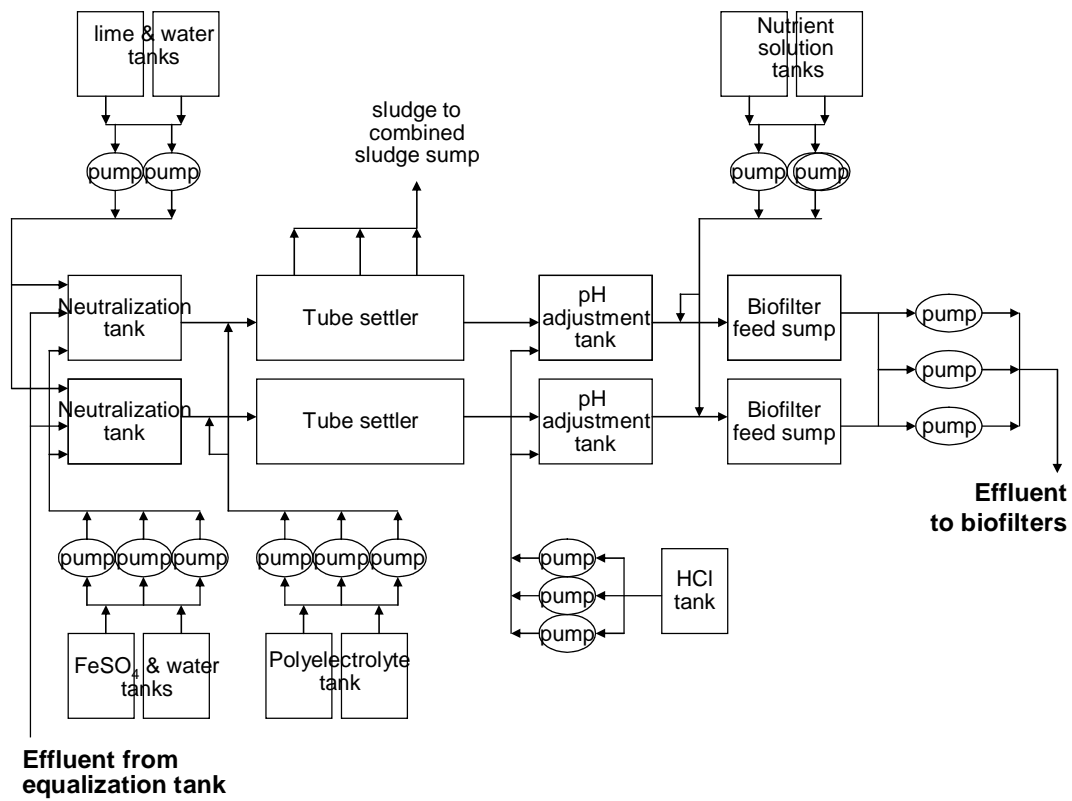 lime & water
tanks
Nutrient
solution
tanks
sludge to
combined
sludge sump
pump
pump
pump
pump
Neutralization
tank
Tube settler
pH
adjustment
tank
Biofilter
feed sump
pump
pump
pump
Neutralization
tank
Tube settler
pH
adjustment
tank
Biofilter
feed sump
Effluent
to biofilters
pump
pump
pump
pump
pump
pump
pump
pump
pump
HCl
tank
FeSO4 & water
tanks
Polyelectrolyte
tank
Effluent from
equalization tank